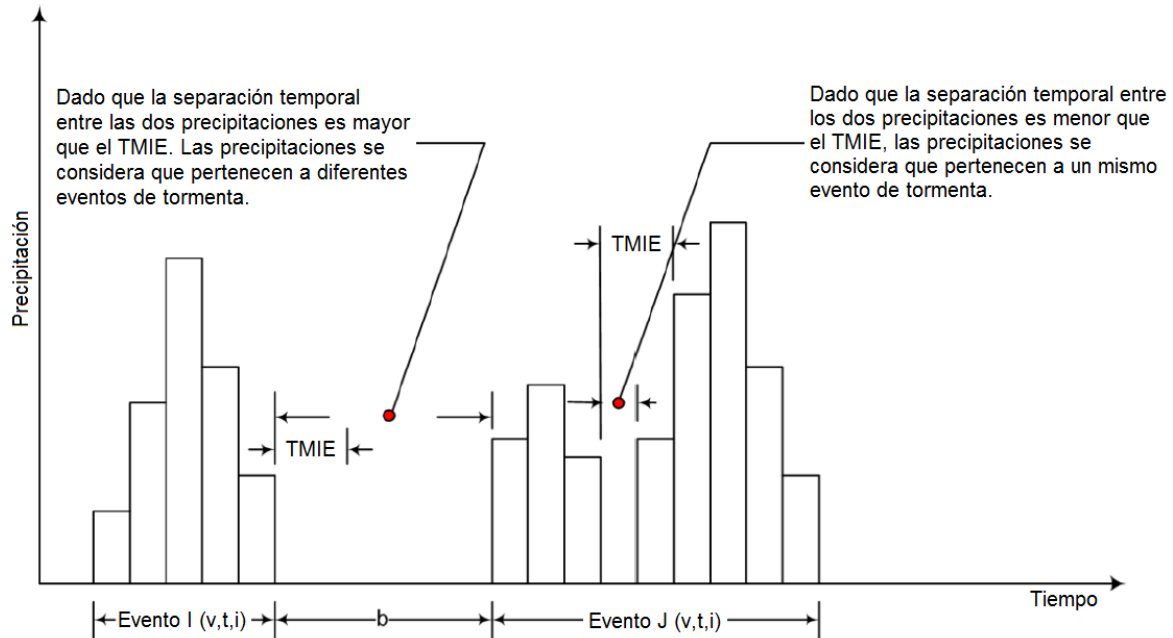 Dado que la separación temporal
entre las dos precipitaciones es mayor
que el TMIE. Las precipitaciones se
considera que pertenecen a diferentes
eventos de tormenta.
Dado que la separación temporal entre
los dos precipitaciones es menor que
el TMIE, las precipitaciones se
considera que pertenecen a un mismo
evento de tormenta.
TMIE
Precipitación
TMIE
Tiempo
Evento I (v,t,i)
b
Evento J (v,t,i)